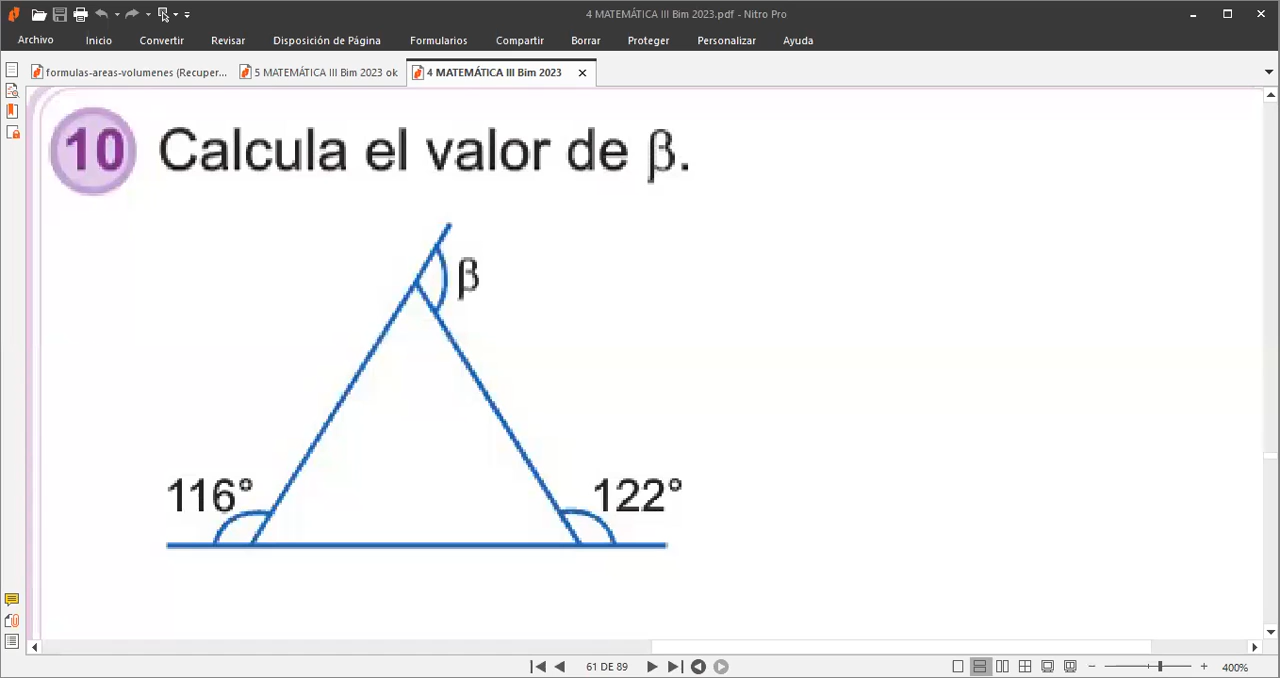 4 MATEMÁTICA III Bim 2023.pdf - Nitro Pro
Archivo Inicio Convertir Revisar Disposición de Página Formularios Compartir Borrar Proteger Personalizar Ayuda
formulas-areas-volumenes (Recuper... 5 MATEMÁTICA III Bim 2023 ok 4 MATEMÁTICA III Bim 2023
10 Calcula el valor de β.
β
116° 122°
61 DE 89
400%